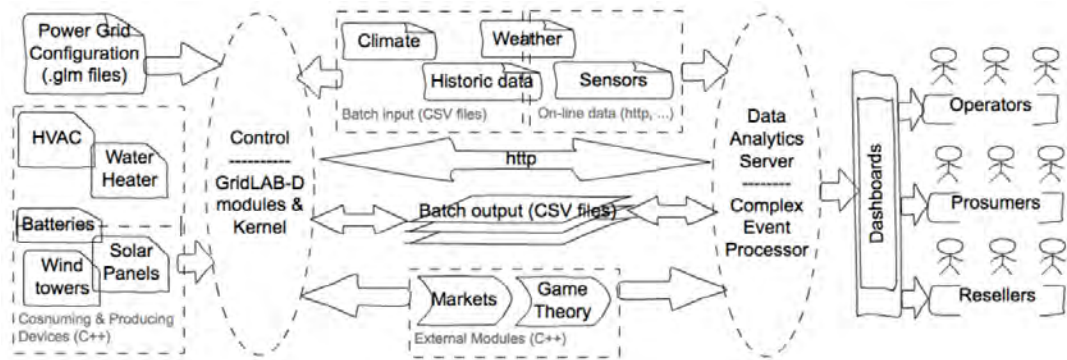 Power Grid
Configuration
(.glm files)
HVAC
Water
Heater
Batteries
Solar
Panels
Wind
towers
Cosnuming & Producing
Devices (C++)
Control
----------
GridLAB-D
modules &
Kernel
Climate
Weather
Historic data
Sensors
Batch input (CSV files)
On-line data (http, ...)
http
Batch output (CSV files)
Markets
Game
Theory
External Modules (C++)
Data
Analytics
Server
--------
Complex
Event
Processor
Dashboards
Operators
Prosumers
Resellers